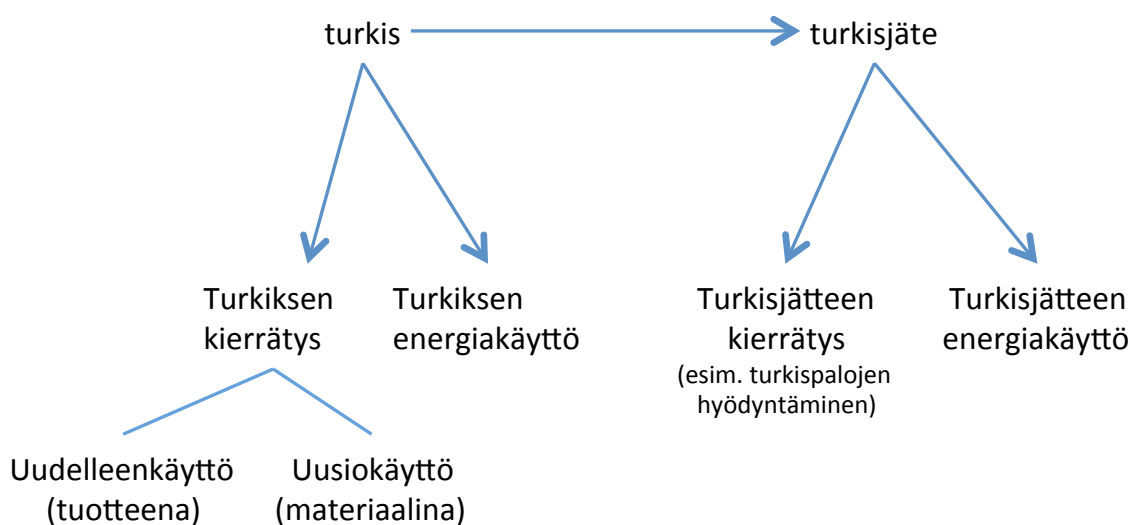 turkis
turkisjäte
Turkiksen
kierrätys
Turkiksen
energiakäyttö
Turkisjätteen
kierrätys
(esim. turkispalojen
hyödyntäminen)
Turkisjätteen
energiakäyttö
Uudelleenkäyttö
(tuotteena)
Uusiokäyttö
(materiaalina)